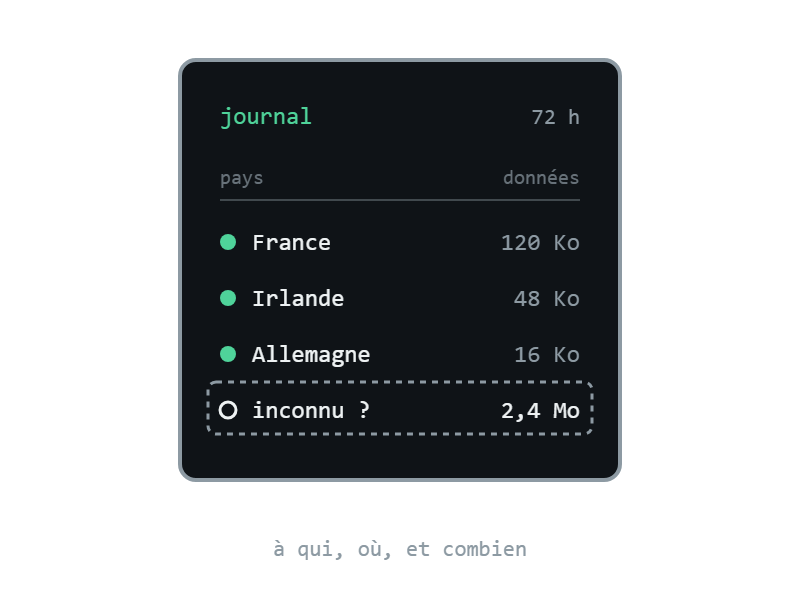 journal 72 h
pays données
France 120 Ko
Irlande 48 Ko
Allemagne 16 Ko
inconnu ? 2,4 Mo
à qui, où, et combien